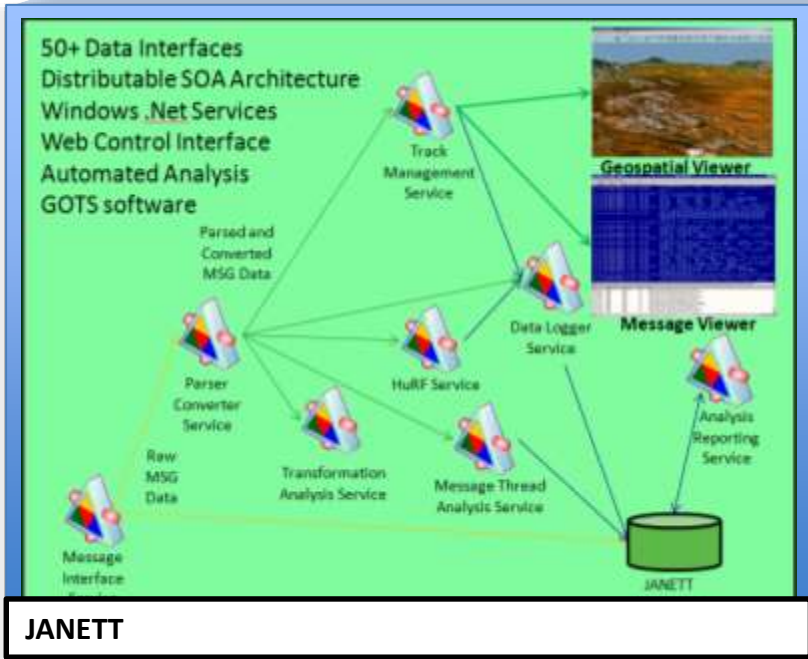 50+ Data Interfaces
Distributable SOA Architecture
Windows .Net Services
Web Control Interface
Automated Analysis
GOTS software
Track
Management
Service
Geospatial Viewer
Parsed and
Converted
MSG Data
Message Viewer
Data Logger
Service
Parser
Converter
Service
HuRF Service
Analysis
Reporting
Service
Raw
MSG
Data
Transformation
Analysis Service
Message Thread
Analysis Service
Message
Interface
JANETT
JANETT